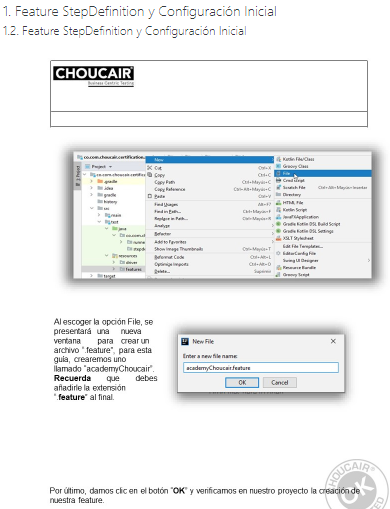 1. Feature StepDefinition y Configuración Inicial
1.2. Feature StepDefinition y Configuración Inicial
CHOUCAIR
Business Centric Testing
co.com.choucair.certification
Project
.gradle
.idea
gradle
history
src
main
test
java
co.com.c
runne
stepd
resources
driver
features
target
New
Cut
Copy
Copy Path
Copy Reference
Paste
Find Usages
Find in Path...
Replace in Path...
Analyze
Refactor
Add to Favorites
Show Image Thumbnails
Reformat Code
Optimize Imports
Delete...
Ctrl+X
Ctrl+C
Ctrl+Mayús+C
Ctrl+Alt+Mayús+C
Ctrl+V
Alt+F7
Ctrl+Mayús+F
Ctrl+Mayús+R
Ctrl+Mayús+T
Ctrl+Alt+L
Ctrl+Alt+O
Suprimir
Kotlin File/Class
Groovy Class
File
Cmd Script
Scratch File Ctrl+Alt+Mayús+Insertar
Directory
HTML File
Kotlin Script
JavaFXApplication
Gradle Kotlin DSL Build Script
Gradle Kotlin DSL Settings
XSLT Stylesheet
Edit File Templates...
EditorConfig File
Swing UI Designer
Resource Bundle
Groovy Script
Al escoger la opción File, se
presentará una nueva
ventana para crear un
archivo ".feature", para esta
guía, crearemos uno
llamado "academyChoucair".
Recuerda que debes
añadirle la extensión
".feature" al final.
New File
Enter a new file name:
academyChoucair.feature
OK Cancel
Por último, damos clic en el botón "OK" y verificamos en nuestro proyecto la creación de
nuestra feature.